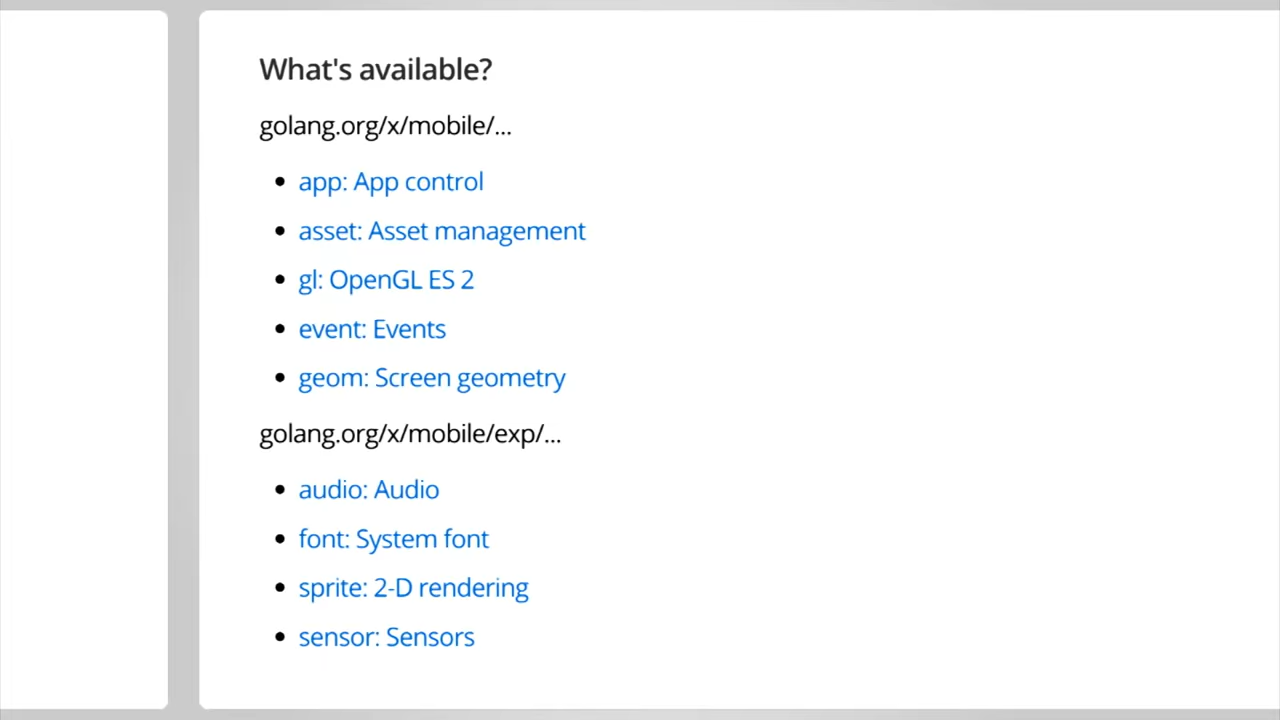 What's available?
golang.org/x/mobile/...
• app: App control
• asset: Asset management
• gl: OpenGL ES 2
• event: Events
• geom: Screen geometry
golang.org/x/mobile/exp/...
• audio: Audio
• font: System font
• sprite: 2-D rendering
• sensor: Sensors